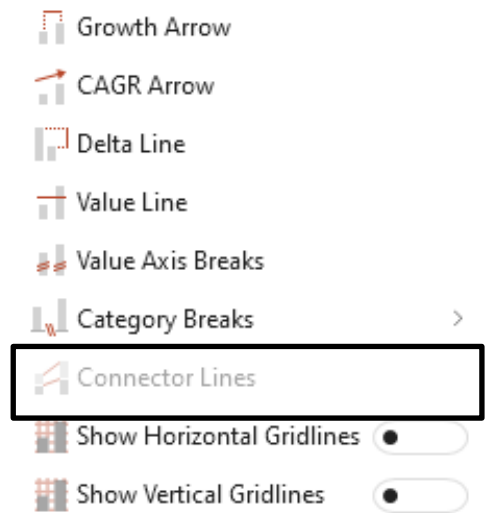 Growth Arrow
CAGR Arrow
Delta Line
Value Line
Value Axis Breaks
Category Breaks
Connector Lines
Show Horizontal Gridlines
Show Vertical Gridlines